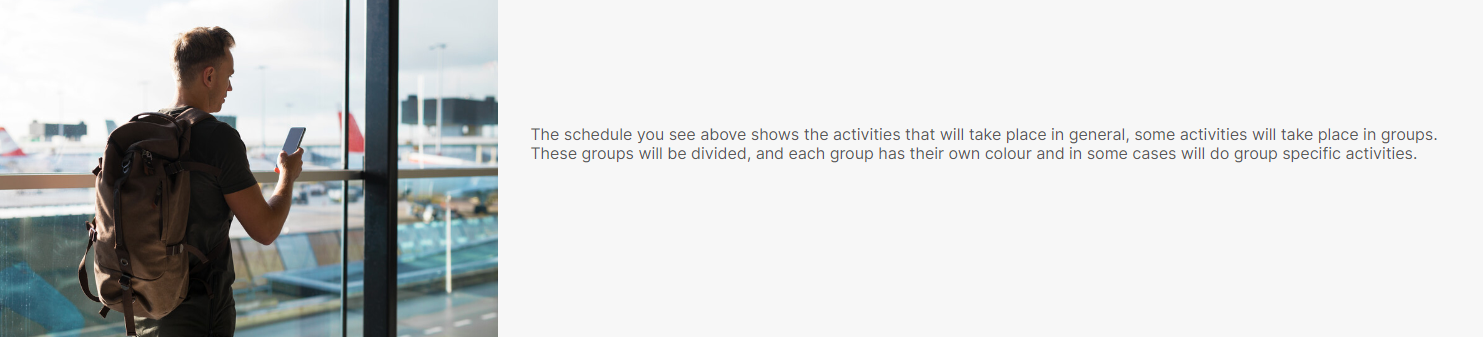 The schedule you see above shows the activities that will take place in general, some activities will take place in groups.
These groups will be divided, and each group has their own colour and in some cases will do group specific activities.